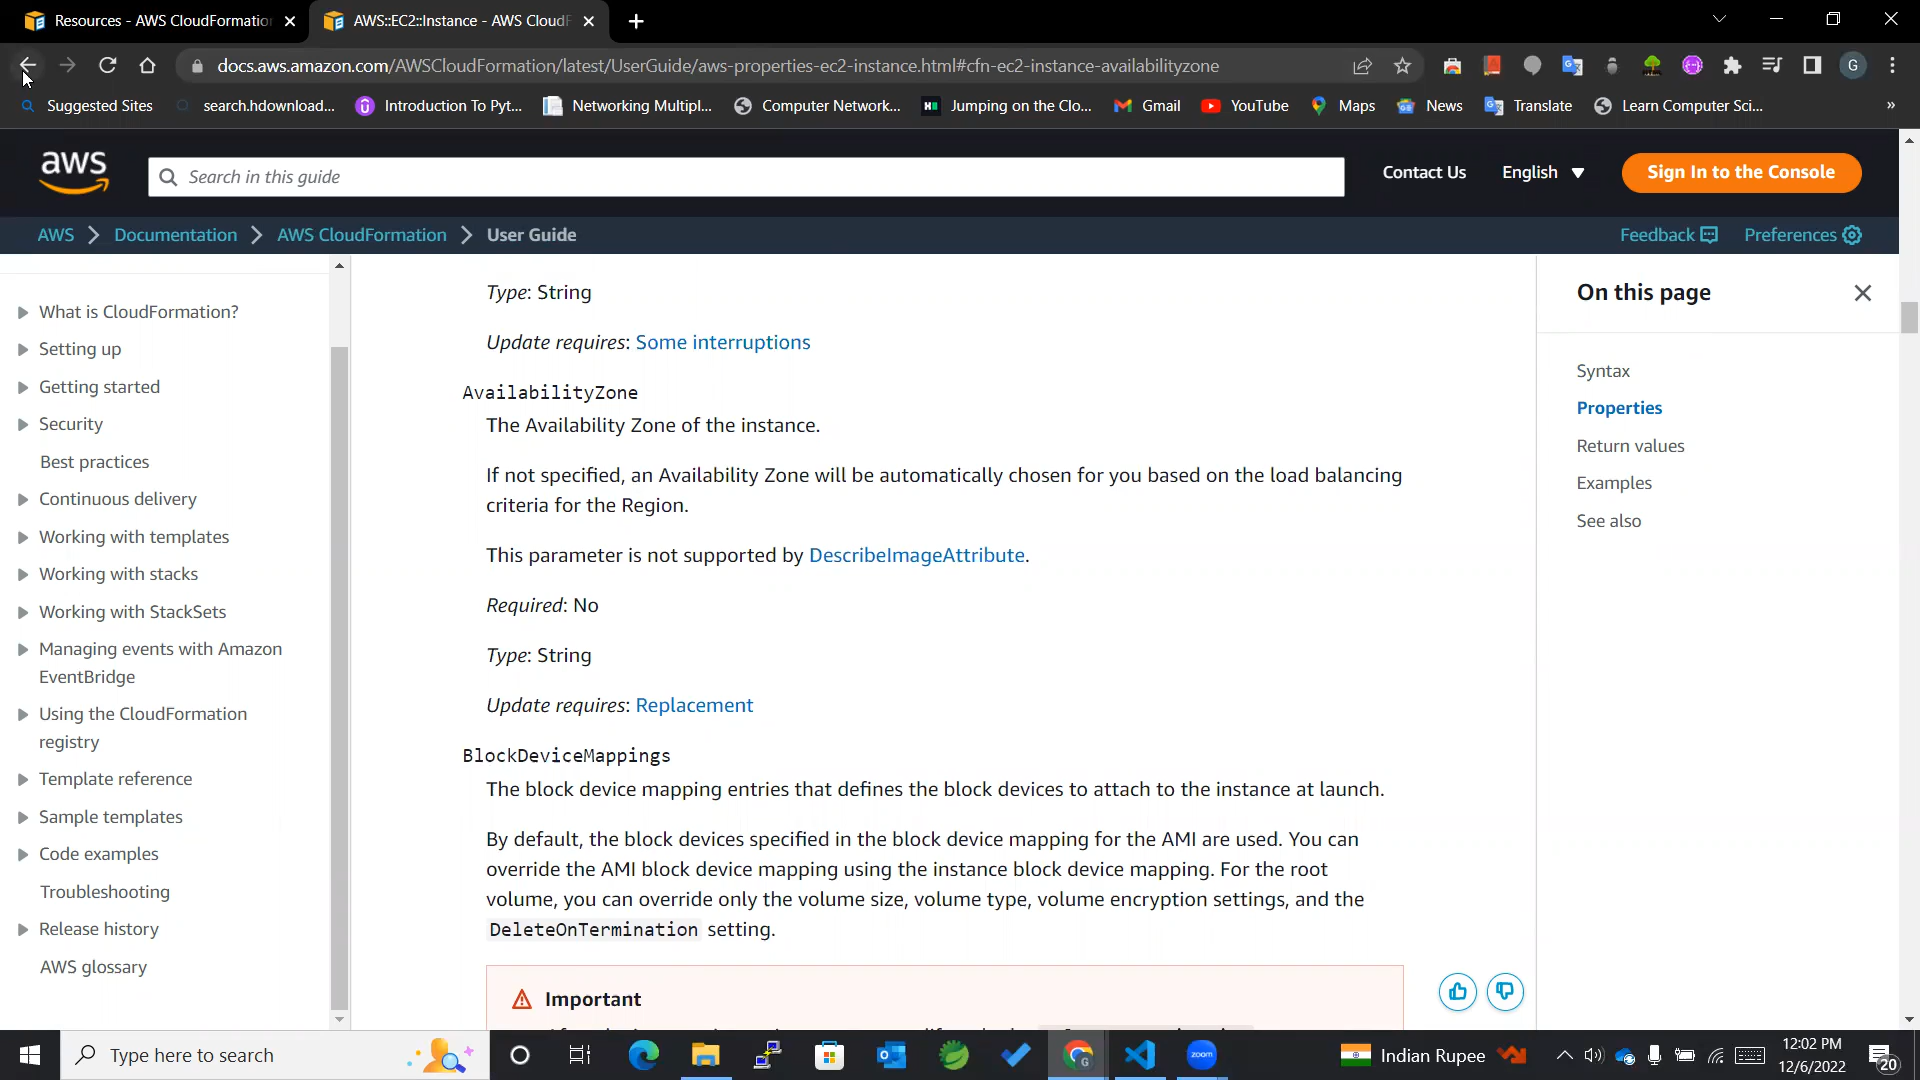 Resources - AWS CloudFormation
AWS::EC2::Instance - AWS CloudF
docs.aws.amazon.com/AWSCloudFormation/latest/UserGuide/aws-properties-ec2-instance.html#cfn-ec2-instance-availabilityzone
G
Suggested Sites
search.hdownload...
Introduction To Pyt...
Networking Multipl...
Computer Network...
Jumping on the Clo...
Gmail
YouTube
Maps
News
Translate
Learn Computer Sci...
»
aws
Search in this guide
Contact Us
English
Sign In to the Console
AWS
Documentation
AWS CloudFormation
User Guide
Feedback
Preferences
What is CloudFormation?
Setting up
Getting started
Security
Best practices
Continuous delivery
Working with templates
Working with stacks
Working with StackSets
Managing events with Amazon
EventBridge
Using the CloudFormation
registry
Template reference
Sample templates
Code examples
Troubleshooting
Release history
AWS glossary
Type: String
Update requires: Some interruptions
AvailabilityZone
The Availability Zone of the instance.
If not specified, an Availability Zone will be automatically chosen for you based on the load balancing
criteria for the Region.
This parameter is not supported by DescribeImageAttribute.
Required: No
Type: String
Update requires: Replacement
BlockDeviceMappings
The block device mapping entries that defines the block devices to attach to the instance at launch.
By default, the block devices specified in the block device mapping for the AMI are used. You can
override the AMI block device mapping using the instance block device mapping. For the root
volume, you can override only the volume size, volume type, volume encryption settings, and the
DeleteOnTermination setting.
Important
On this page
Syntax
Properties
Return values
Examples
See also
Type here to search
zoom
Indian Rupee
12:02 PM
12/6/2022
20